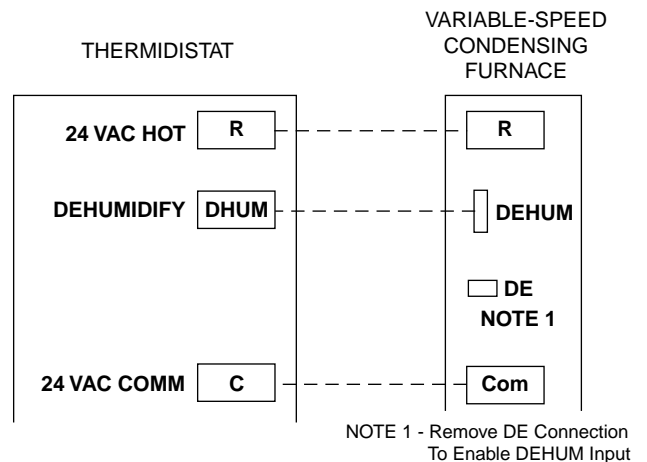 VARIABLE-SPEED
CONDENSING
FURNACE
THERMIDISTAT
24 VAC HOT R R
DEHUMIDIFY DHUM DEHUM
DE
NOTE 1
24 VAC COMM C Com
NOTE 1 - Remove DE Connection
To Enable DEHUM Input